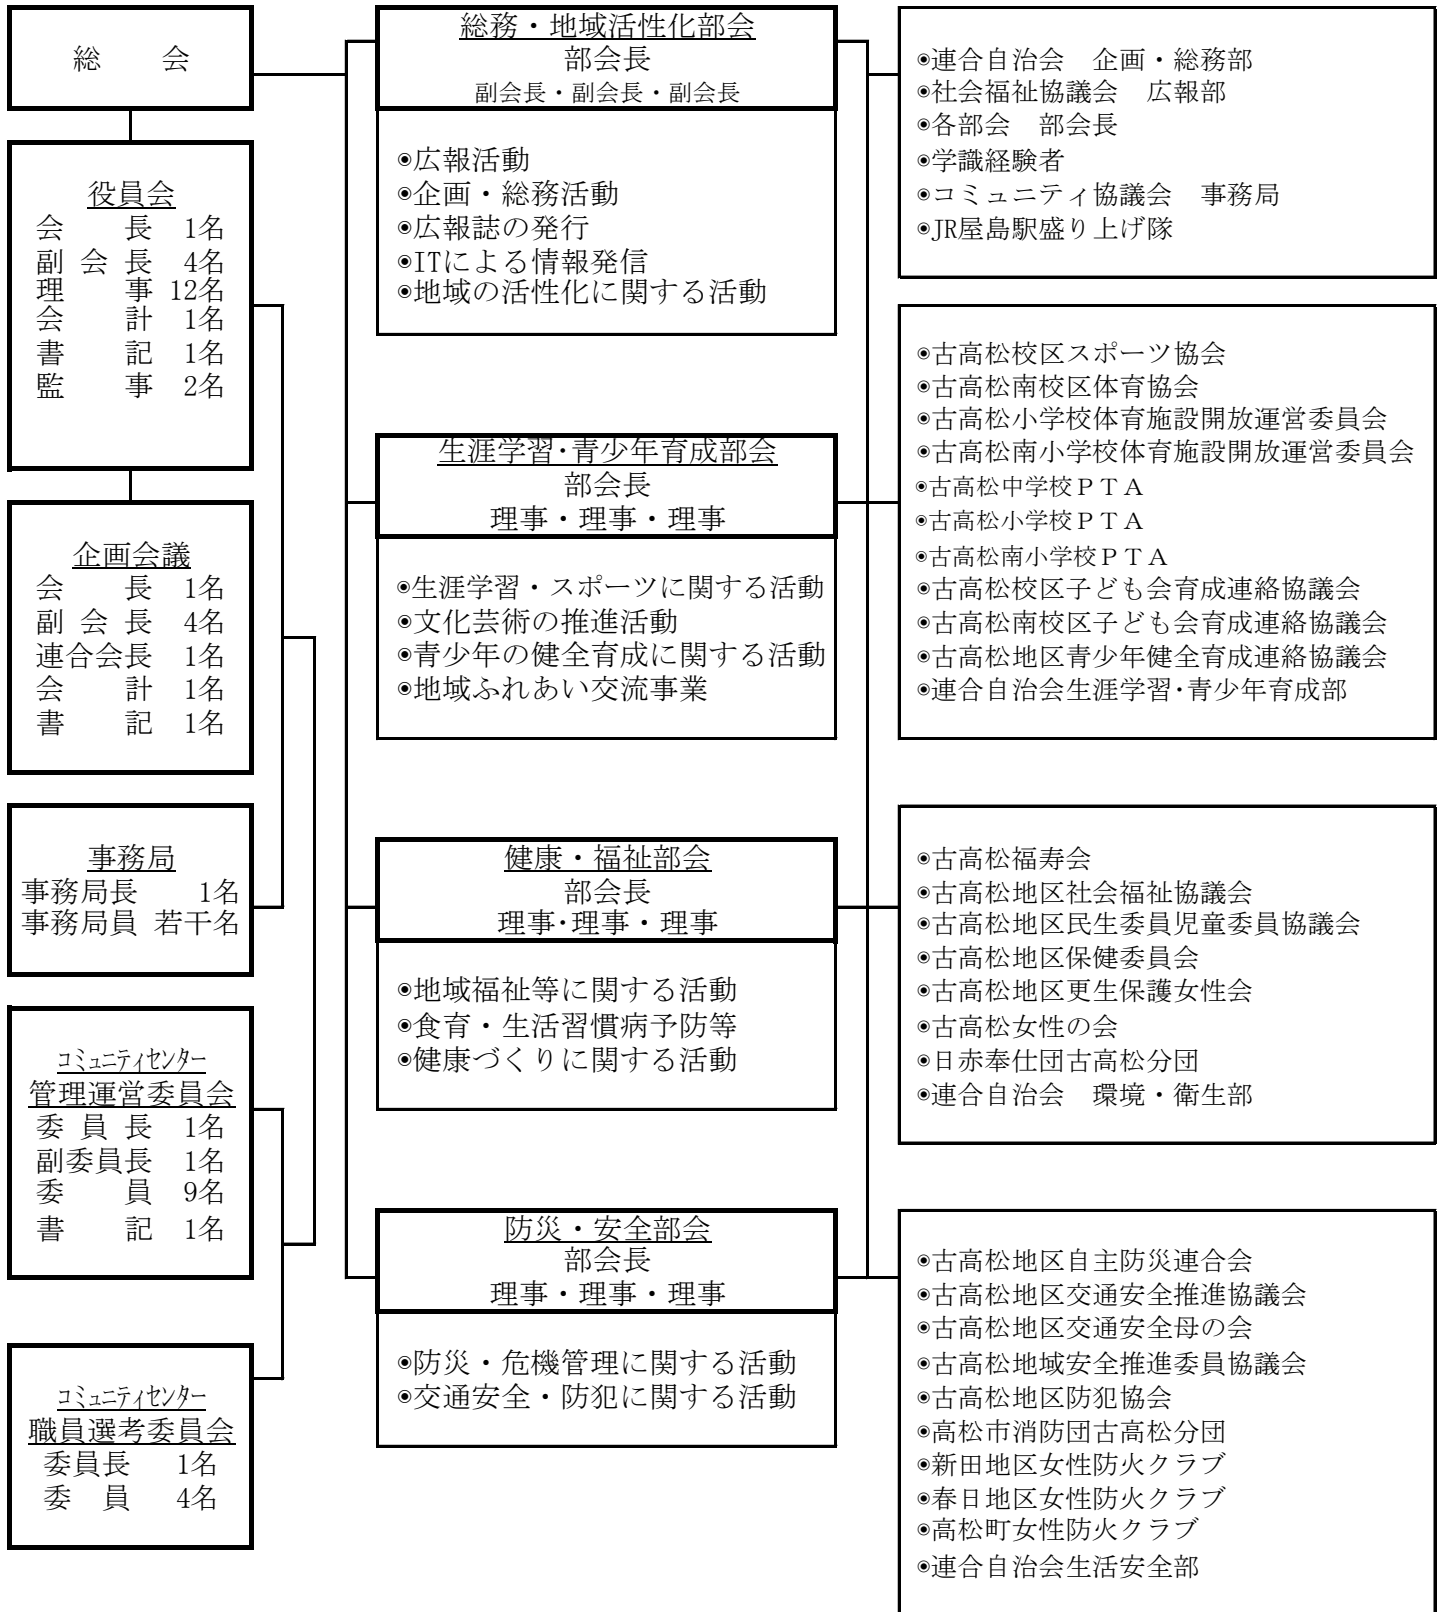 総　　会
役員会
会　　長 1名
副 会 長 4名
理　　事 12名
会　　計 1名
書　　記 1名
監　　事 2名
企画会議
会　　長 1名
副 会 長 4名
連合会長 1名
会　　計 1名
書　　記 1名
事務局
事務局長　1名
事務局員 若干名
コミュニティセンター
管理運営委員会
委 員 長 1名
副委員長 1名
委　　員 9名
書　　記 1名
コミュニティセンター
職員選考委員会
委員長　1名
委　員　4名
総務・地域活性化部会
部会長
副会長・副会長・副会長
◉広報活動
◉企画・総務活動
◉広報誌の発行
◉ITによる情報発信
◉地域の活性化に関する活動
生涯学習・青少年育成部会
部会長
理事・理事・理事
◉生涯学習・スポーツに関する活動
◉文化芸術の推進活動
◉青少年の健全育成に関する活動
◉地域ふれあい交流事業
健康・福祉部会
部会長
理事・理事・理事
◉地域福祉等に関する活動
◉食育・生活習慣病予防等
◉健康づくりに関する活動
防災・安全部会
部会長
理事・理事・理事
◉防災・危機管理に関する活動
◉交通安全・防犯に関する活動
◉連合自治会　企画・総務部
◉社会福祉協議会　広報部
◉各部会　部会長
◉学識経験者
◉コミュニティ協議会　事務局
◉JR屋島駅盛り上げ隊
◉古高松校区スポーツ協会
◉古高松南校区体育協会
◉古高松小学校体育施設開放運営委員会
◉古高松南小学校体育施設開放運営委員会
◉古高松中学校ＰＴＡ
◉古高松小学校ＰＴＡ
◉古高松南小学校ＰＴＡ
◉古高松校区子ども会育成連絡協議会
◉古高松南校区子ども会育成連絡協議会
◉古高松地区青少年健全育成連絡協議会
◉連合自治会生涯学習・青少年育成部
◉古高松福寿会
◉古高松地区社会福祉協議会
◉古高松地区民生委員児童委員協議会
◉古高松地区保健委員会
◉古高松地区更生保護女性会
◉古高松女性の会
◉日赤奉仕団古高松分団
◉連合自治会　環境・衛生部
◉古高松地区自主防災連合会
◉古高松地区交通安全推進協議会
◉古高松地区交通安全母の会
◉古高松地域安全推進委員協議会
◉古高松地区防犯協会
◉高松市消防団古高松分団
◉新田地区女性防火クラブ
◉春日地区女性防火クラブ
◉高松町女性防火クラブ
◉連合自治会生活安全部